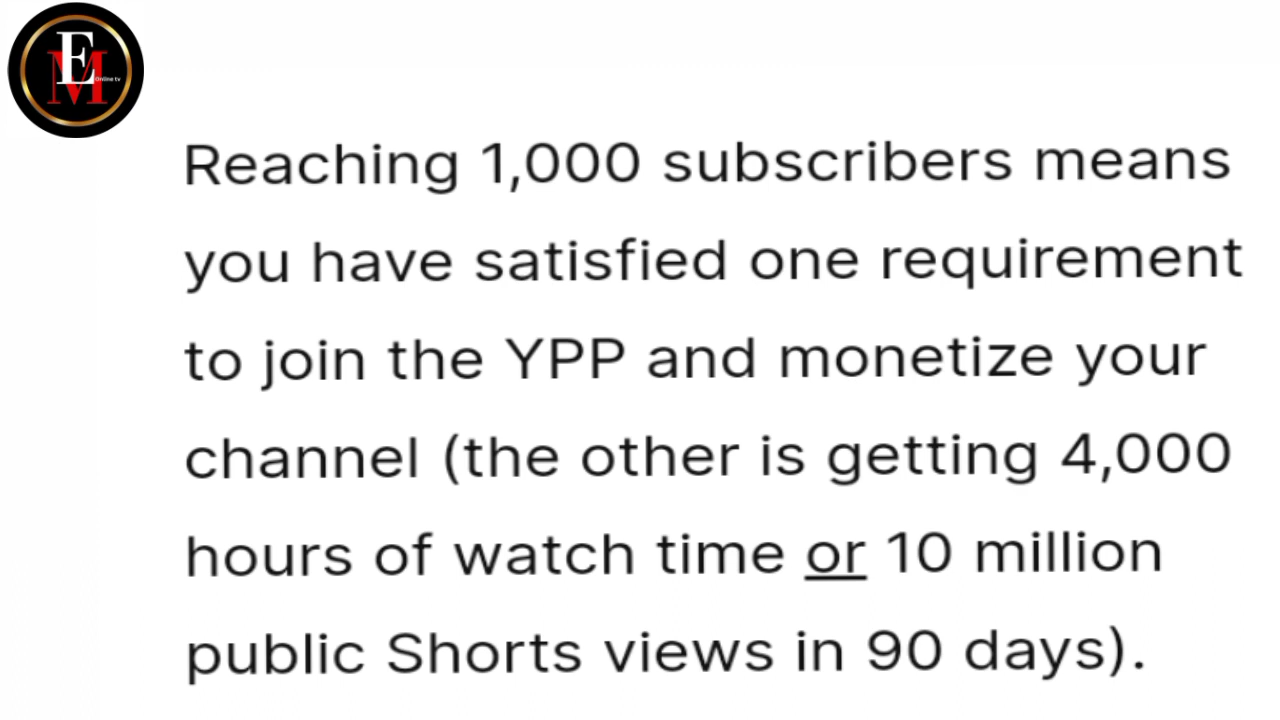 EM
Online tv
Reaching 1,000 subscribers means
you have satisfied one requirement
to join the YPP and monetize your
channel (the other is getting 4,000
hours of watch time or 10 million
public Shorts views in 90 days).